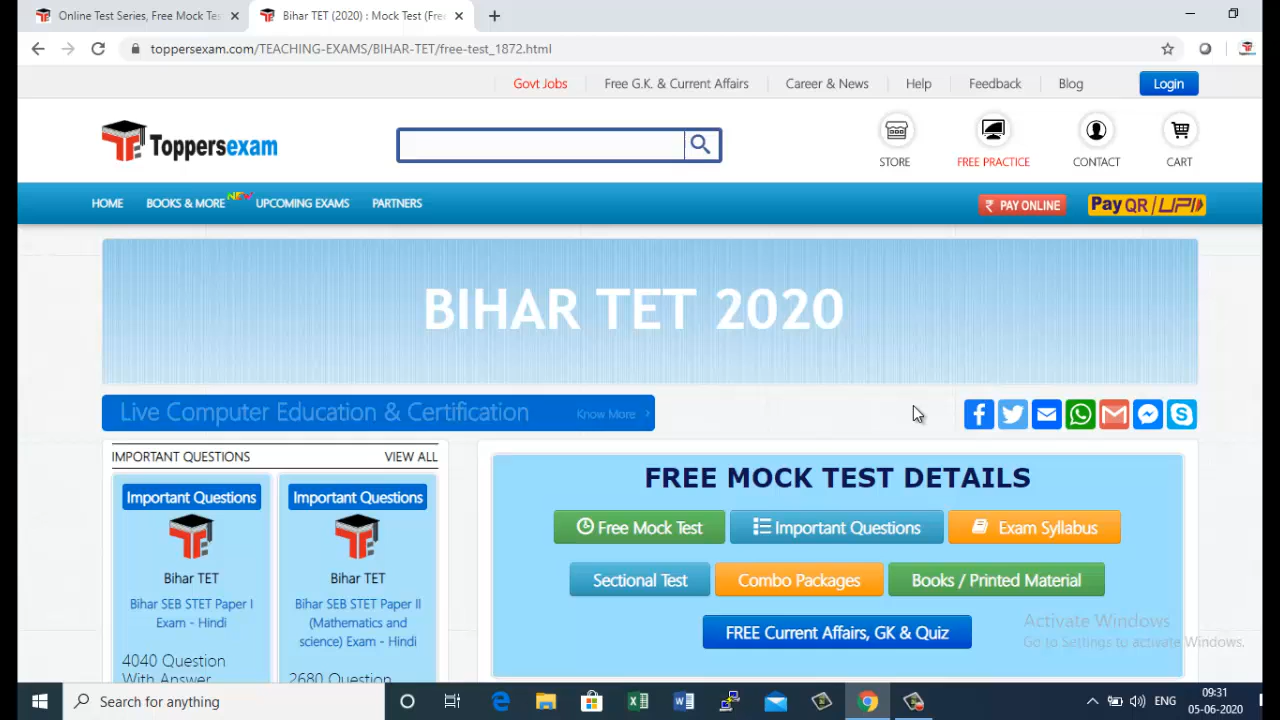 Online Test Series, Free Mock Tes
Bihar TET (2020) : Mock Test (Fre
toppersexam.com/TEACHING-EXAMS/BIHAR-TET/free-test_1872.html
Govt Jobs Free G.K. & Current Affairs Career & News Help Feedback Blog Login
Toppersexam
STORE FREE PRACTICE CONTACT CART
HOME BOOKS & MORE NEW UPCOMING EXAMS PARTNERS ₹ PAY ONLINE Pay QR / UPI
BIHAR TET 2020
Live Computer Education & Certification Know More
IMPORTANT QUESTIONS VIEW ALL
FREE MOCK TEST DETAILS
Important Questions Important Questions
Free Mock Test Important Questions Exam Syllabus
Bihar TET Bihar TET
Sectional Test Combo Packages Books / Printed Material
Bihar SEB STET Paper I
Exam - Hindi
Bihar SEB STET Paper II
(Mathematics and
science) Exam - Hindi
FREE Current Affairs, GK & Quiz
4040 Question
With Answer
2680 Question
Activate Windows
Go to Settings to activate Windows.
Search for anything
ENG
09:31
05-06-2020